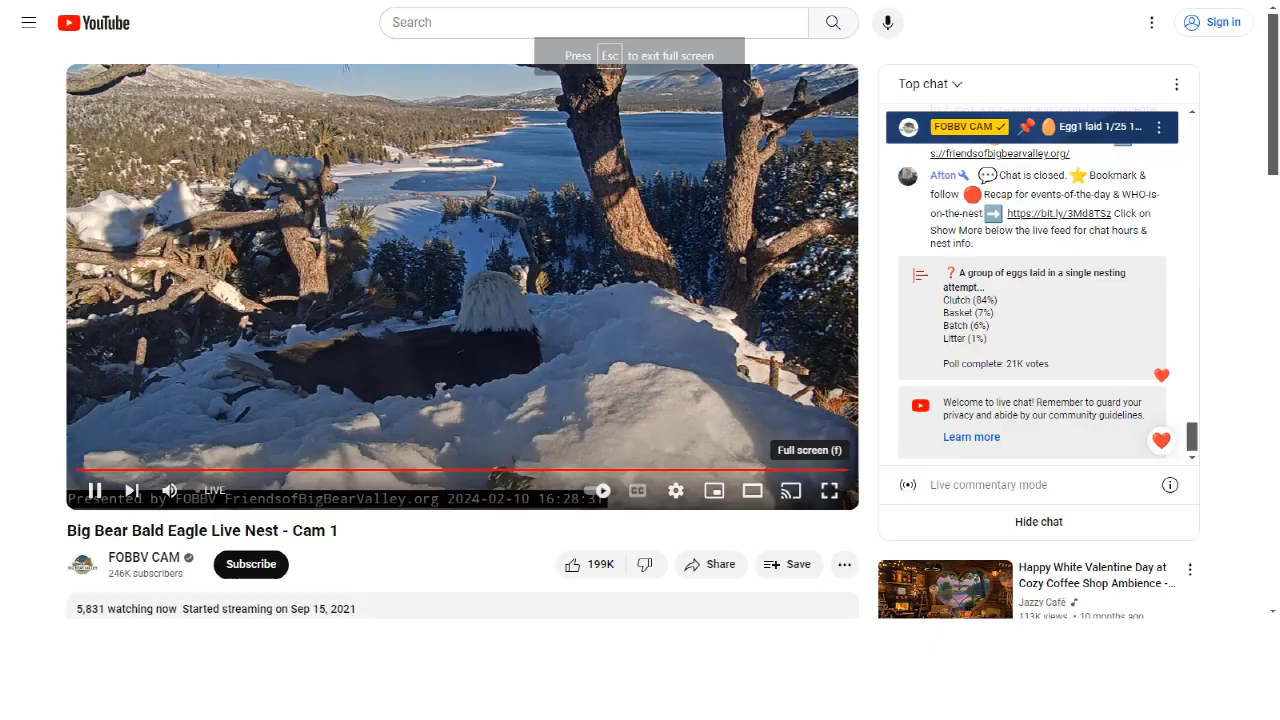 YouTube
Search
Sign in
Press Esc to exit full screen
Top chat
FOBBV CAM 📌 🥚 Egg1 laid 1/25 1...
s://friendsofbigbearvalley.org/
Afton 💬 Chat is closed. ⭐ Bookmark &
follow 🔴 Recap for events-of-the-day & WHO-is-
on-the-nest ➡️ https://bit.ly/3Md8TSz Click on
Show More below the live feed for chat hours &
nest info.
❓A group of eggs laid in a single nesting
attempt...
Clutch (84%)
Basket (7%)
Batch (6%)
Litter (1%)
Poll complete: 21K votes
Welcome to live chat! Remember to guard your
privacy and abide by our community guidelines.
Learn more
Live commentary mode
Hide chat
Full screen (f)
LIVE
CC
Presented by FOBBV FriendsofBigBearValley.org 2024-02-10 16:28:31
Big Bear Bald Eagle Live Nest - Cam 1
FOBBV CAM
246K subscribers
Subscribe
199K
Share
Save
5,831 watching now Started streaming on Sep 15, 2021
Happy White Valentine Day at
Cozy Coffee Shop Ambience -...
Jazzy Café
113K views • 10 months ago